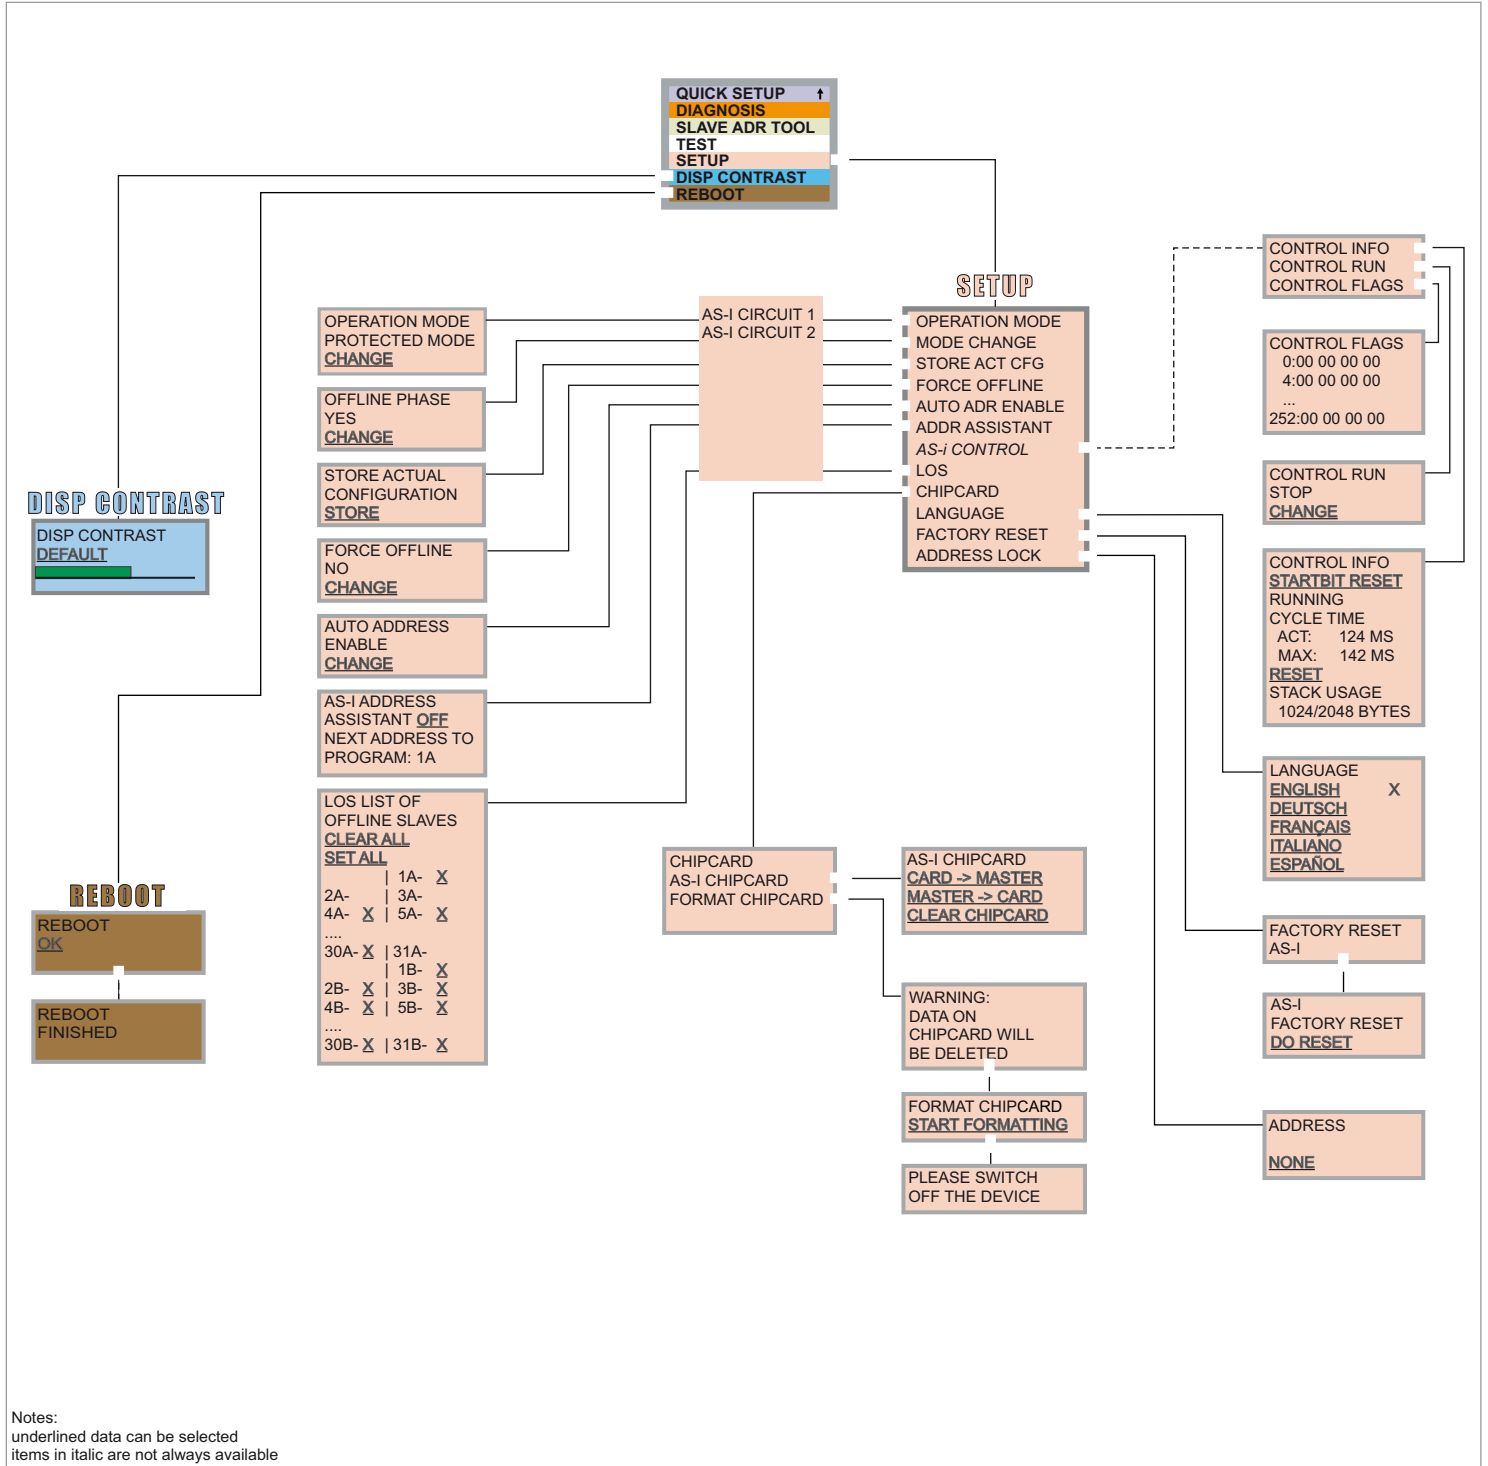 QUICK SETUP ↑
DIAGNOSIS
SLAVE ADR TOOL
TEST
SETUP
DISP CONTRAST
REBOOT
SETUP
OPERATION MODE
MODE CHANGE
STORE ACT CFG
FORCE OFFLINE
AUTO ADR ENABLE
ADDR ASSISTANT
AS-i CONTROL
LOS
CHIPCARD
LANGUAGE
FACTORY RESET
ADDRESS LOCK
AS-I CIRCUIT 1
AS-I CIRCUIT 2
OPERATION MODE
PROTECTED MODE
CHANGE
OFFLINE PHASE
YES
CHANGE
STORE ACTUAL
CONFIGURATION
STORE
FORCE OFFLINE
NO
CHANGE
AUTO ADDRESS
ENABLE
CHANGE
AS-I ADDRESS
ASSISTANT OFF
NEXT ADDRESS TO
PROGRAM: 1A
LOS LIST OF
OFFLINE SLAVES
CLEAR ALL
SET ALL
| 1A- X
2A- | 3A-
4A- X | 5A- X
....
30A- X | 31A-
| 1B- X
2B- X | 3B- X
4B- X | 5B- X
....
30B- X | 31B- X
DISP CONTRAST
DISP CONTRAST
DEFAULT
REBOOT
REBOOT
OK
REBOOT
FINISHED
CHIPCARD
AS-I CHIPCARD
FORMAT CHIPCARD
AS-I CHIPCARD
CARD -> MASTER
MASTER -> CARD
CLEAR CHIPCARD
WARNING:
DATA ON
CHIPCARD WILL
BE DELETED
FORMAT CHIPCARD
START FORMATTING
PLEASE SWITCH
OFF THE DEVICE
CONTROL INFO
CONTROL RUN
CONTROL FLAGS
CONTROL FLAGS
0:00 00 00 00
4:00 00 00 00
...
252:00 00 00 00
CONTROL RUN
STOP
CHANGE
CONTROL INFO
STARTBIT RESET
RUNNING
CYCLE TIME
ACT: 124 MS
MAX: 142 MS
RESET
STACK USAGE
1024/2048 BYTES
LANGUAGE
ENGLISH X
DEUTSCH
FRANÇAIS
ITALIANO
ESPAÑOL
FACTORY RESET
AS-I
AS-I
FACTORY RESET
DO RESET
ADDRESS
NONE
Notes:
underlined data can be selected
items in italic are not always available